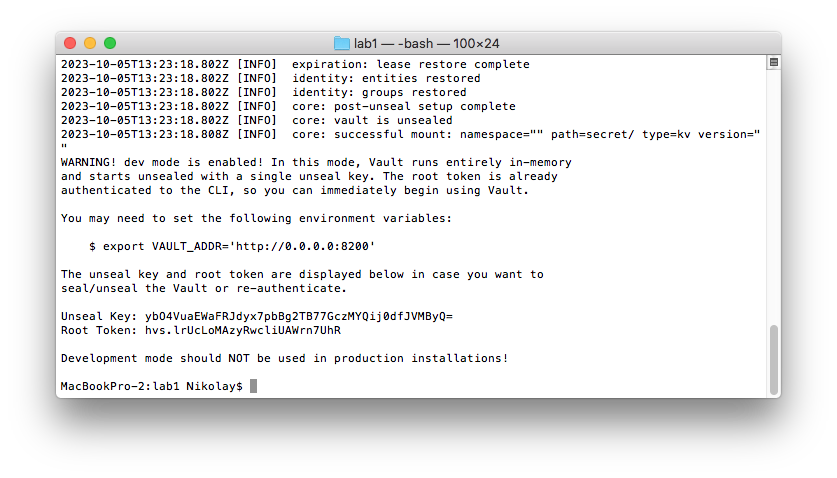 lab1 — -bash — 100×24
2023-10-05T13:23:18.802Z [INFO]  expiration: lease restore complete
2023-10-05T13:23:18.802Z [INFO]  identity: entities restored
2023-10-05T13:23:18.802Z [INFO]  identity: groups restored
2023-10-05T13:23:18.802Z [INFO]  core: post-unseal setup complete
2023-10-05T13:23:18.802Z [INFO]  core: vault is unsealed
2023-10-05T13:23:18.808Z [INFO]  core: successful mount: namespace="" path=secret/ type=kv version="
"
WARNING! dev mode is enabled! In this mode, Vault runs entirely in-memory
and starts unsealed with a single unseal key. The root token is already
authenticated to the CLI, so you can immediately begin using Vault.

You may need to set the following environment variables:

    $ export VAULT_ADDR='http://0.0.0.0:8200'

The unseal key and root token are displayed below in case you want to
seal/unseal the Vault or re-authenticate.

Unseal Key: ybO4VuaEWaFRJdyx7pbBg2TB77GczMYQij0dfJVMByQ=
Root Token: hvs.lrUcLoMAzyRwcliUAWrn7UhR

Development mode should NOT be used in production installations!

MacBookPro-2:lab1 Nikolay$